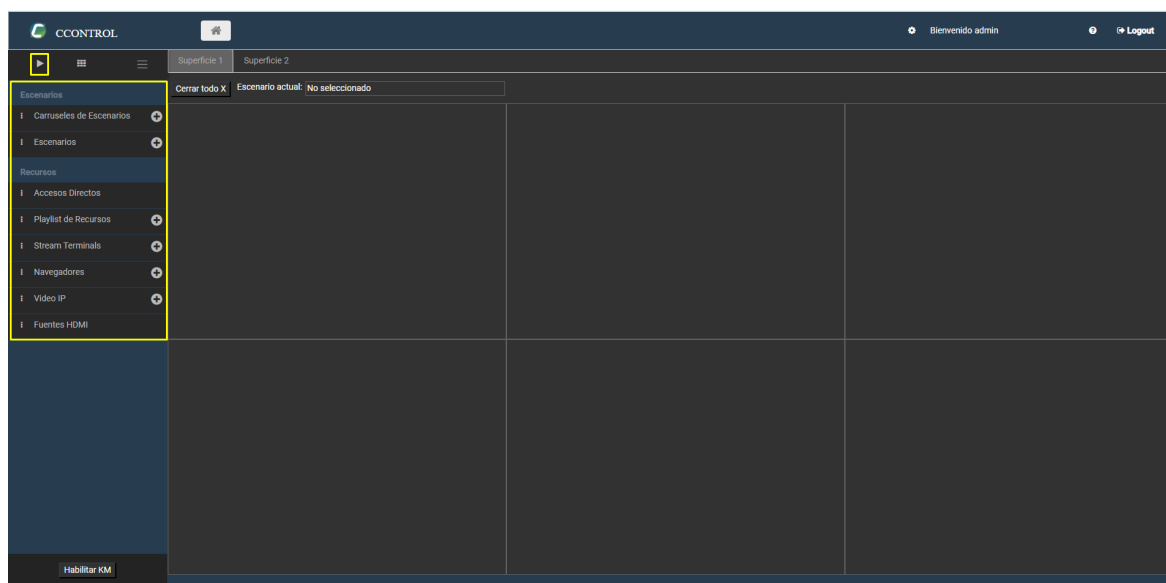 CCONTROL
Bienvenido admin
Logout
Superficie 1
Superficie 2
Cerrar todo X
Escenario actual:
No seleccionado
Escenarios
Carruseles de Escenarios
Escenarios
Recursos
Accesos Directos
Playlist de Recursos
Stream Terminals
Navegadores
Video IP
Fuentes HDMI
Habilitar KM